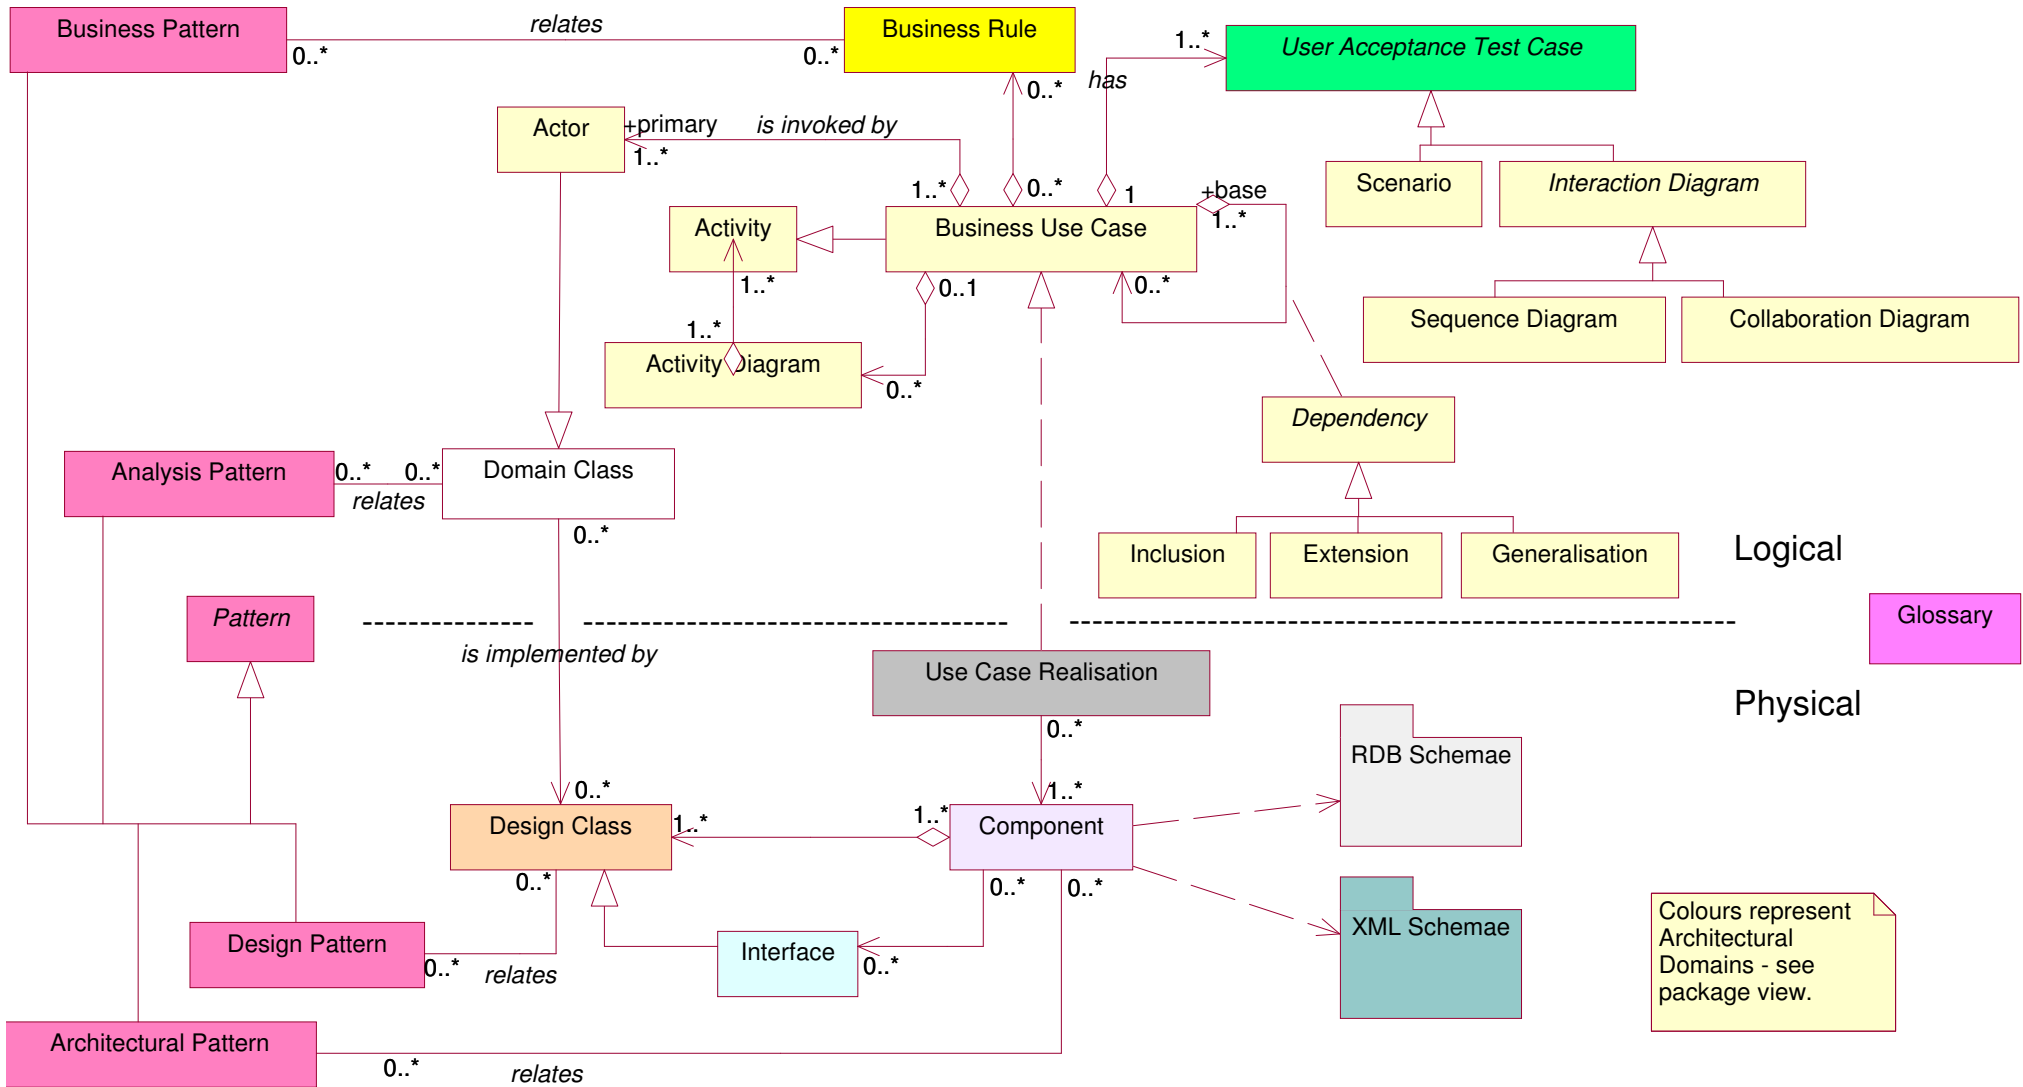 Business Pattern
relates
0..*
0..*
Business Rule
0..*
1..*
has
User Acceptance Test Case
Actor
+primary
is invoked by
1..*
1..*
0..*
1
+base
1..*
Scenario
Interaction Diagram
Activity
Business Use Case
1..*
0..1
0..*
Sequence Diagram
Collaboration Diagram
1..*
Activity Diagram
0..*
Dependency
Analysis Pattern
0..*
0..*
relates
Domain Class
0..*
Inclusion
Extension
Generalisation
Logical
Pattern
Glossary
is implemented by
Use Case Realisation
Physical
0..*
RDB Schemae
0..*
1..*
Design Class
1..*
1..*
Component
0..*
0..*
0..*
XML Schemae
Colours represent
Architectural
Domains - see
package view.
Design Pattern
0..*
relates
Interface
0..*
Architectural Pattern
0..*
relates